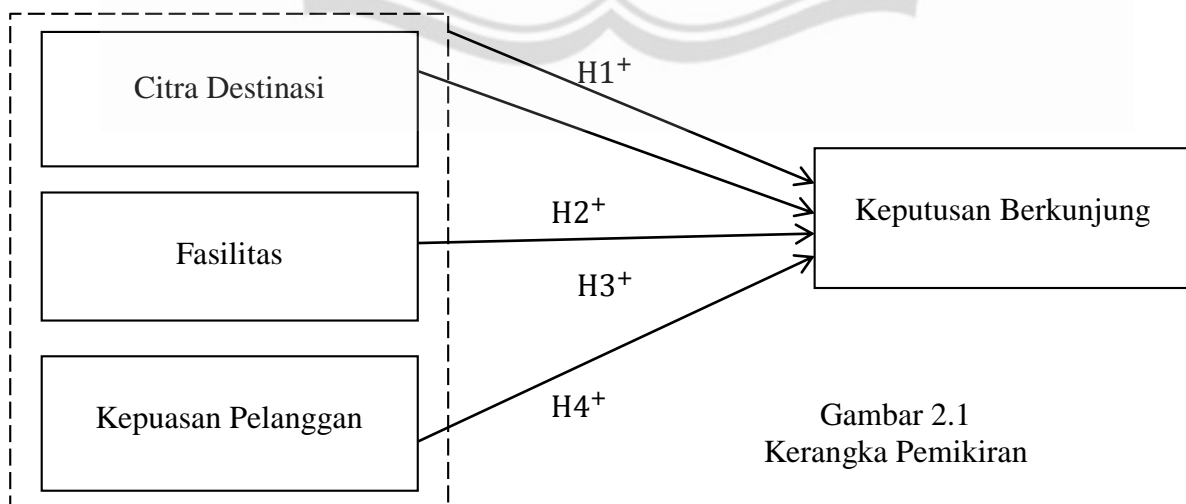 Citra Destinasi
Fasilitas
Kepuasan Pelanggan
H1⁺
H2⁺
H3⁺
H4⁺
Keputusan Berkunjung
Gambar 2.1
Kerangka Pemikiran